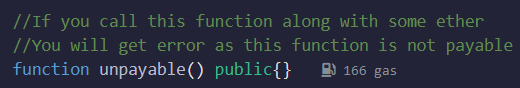 //If you call this function along with some ether
//You will get error as this function is not payable
function unpayable() public{} 166 gas